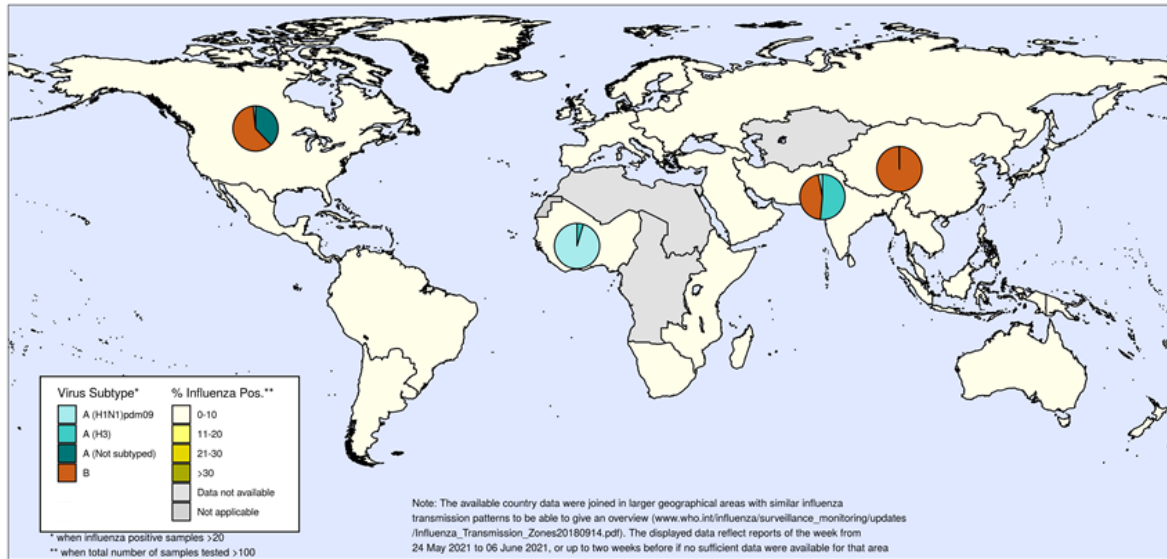 Virus Subtype*
A (H1N1)pdm09
A (H3)
A (Not subtyped)
B
% Influenza Pos.**
0-10
11-20
21-30
>30
Data not available
Not applicable
* when influenza positive samples >20
** when total number of samples tested >100
Note: The available country data were joined in larger geographical areas with similar influenza
transmission patterns to be able to give an overview (www.who.int/influenza/surveillance_monitoring/updates
/Influenza_Transmission_Zones20180914.pdf). The displayed data reflect reports of the week from
24 May 2021 to 06 June 2021, or up to two weeks before if no sufficient data were available for that area